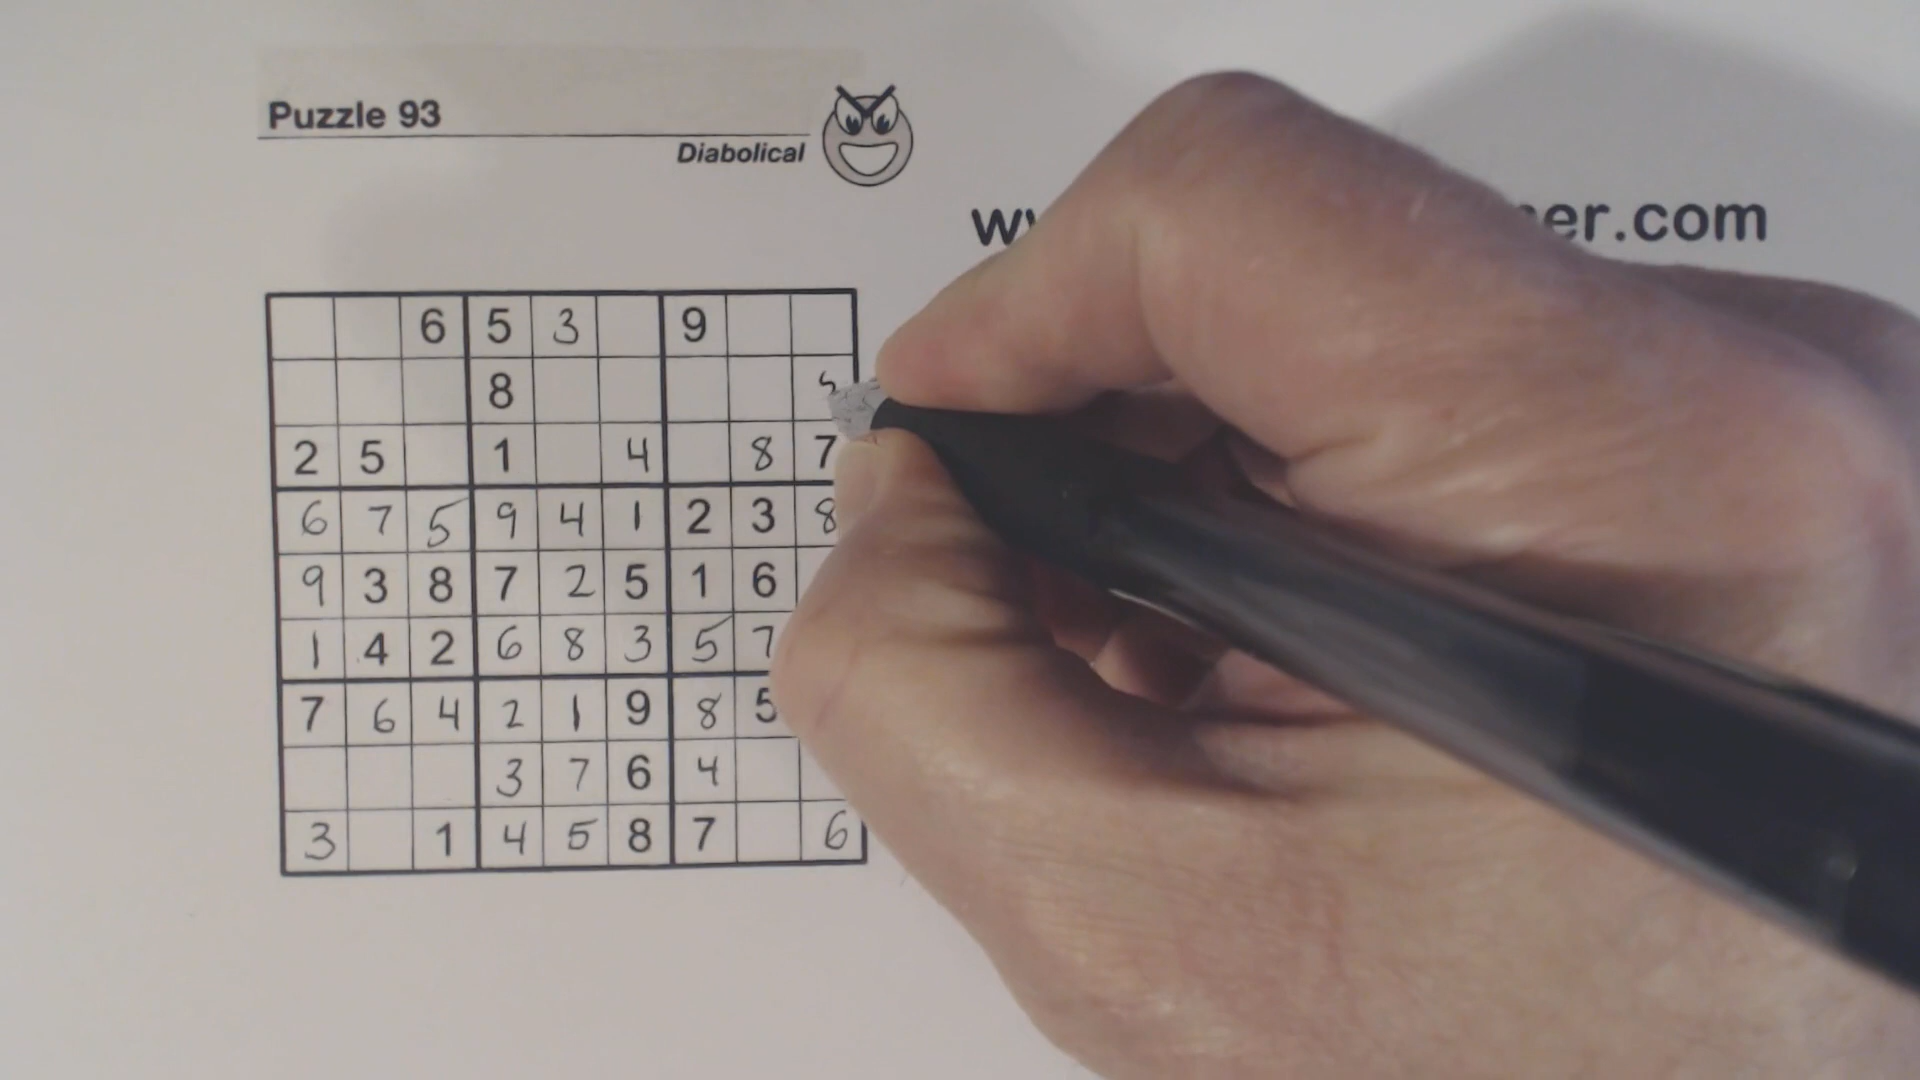 Puzzle 93
Diabolical
er.com
6 5 3 9
8 5
2 5 1 4 8 7
6 7 5 9 4 1 2 3 8
9 3 8 7 2 5 1 6
1 4 2 6 8 3 5 7
7 6 4 2 1 9 8 5
3 7 6 4
3 1 4 5 8 7 6